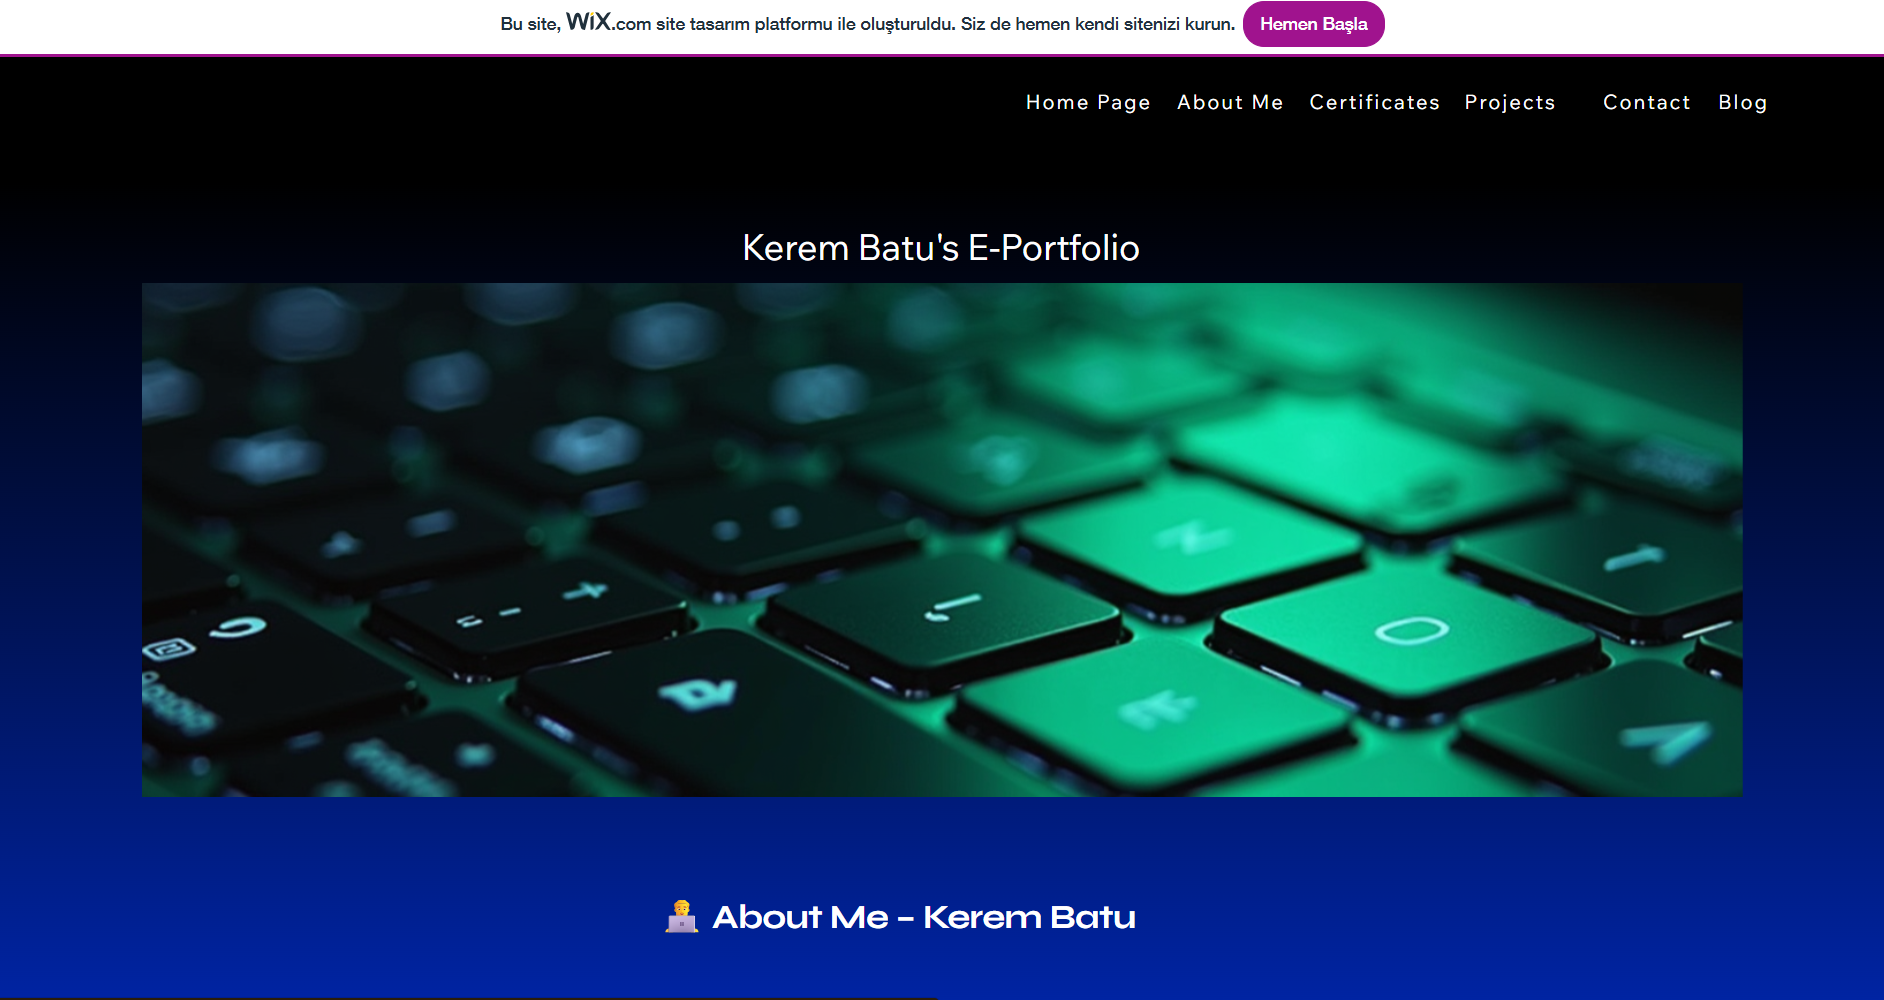 Bu site, WiX.com site tasarım platformu ile oluşturuldu. Siz de hemen kendi sitenizi kurun. Hemen Başla
Home Page About Me Certificates Projects Contact Blog
Kerem Batu's E-Portfolio
About Me – Kerem Batu